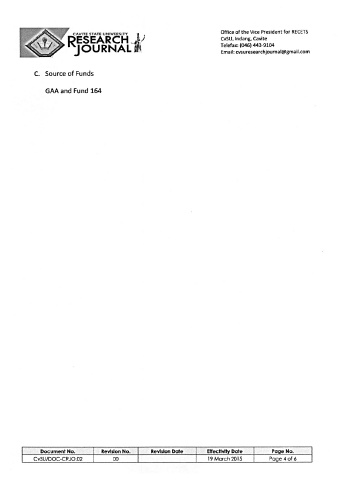 CAVITE STATE UNIVERSITY
RESEARCH
JOURNAL
Office of the Vice President for RECETS
CvSU, Indang, Cavite
Telefax: (046) 443-9104
Email: cvsuresearchjournal@gmail.com
C. Source of Funds
GAA and Fund 164
Document No. Revision No. Revision Date Effectivity Date Page No.
CvSU/DOC-CRJO.02 00 19 March 2015 Page 4 of 6